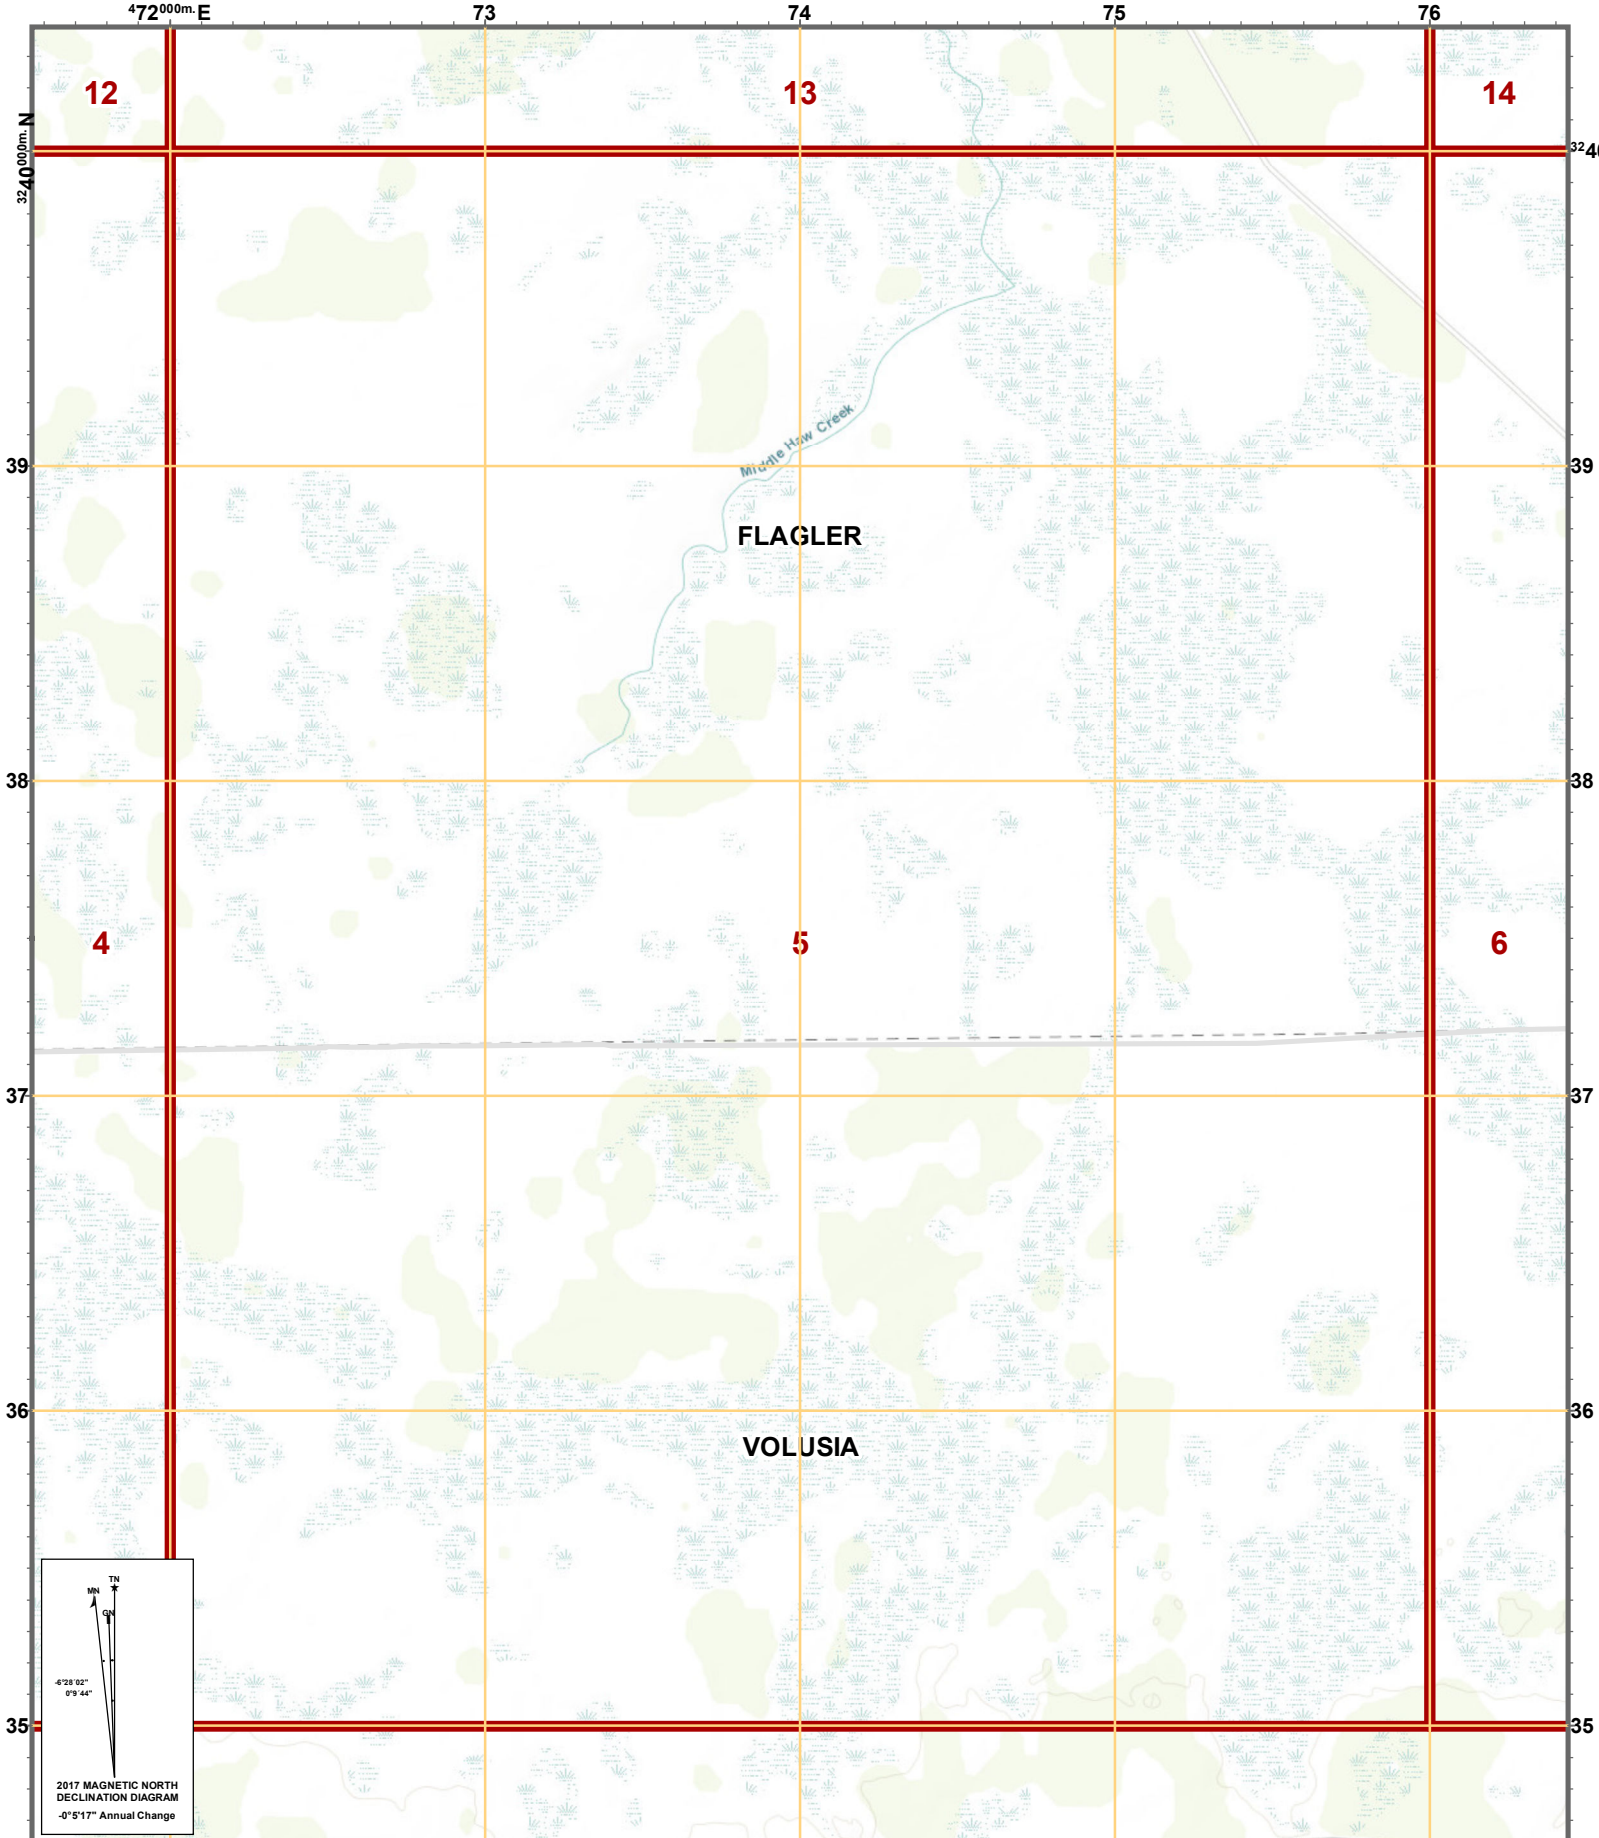 472000m.E 73 74 75 76
12 13 14
3240000m.N
3240
Middle Haw Creek
39 39
FLAGLER
38 38
4 5 6
37 37
36 36
VOLUSIA
TN
MN
GN
-6°28'02"
0°9'44"
35 35
2017 MAGNETIC NORTH
DECLINATION DIAGRAM
-0°5'17" Annual Change